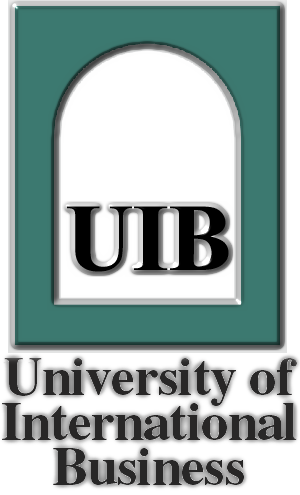 UIB
University of
International
Business